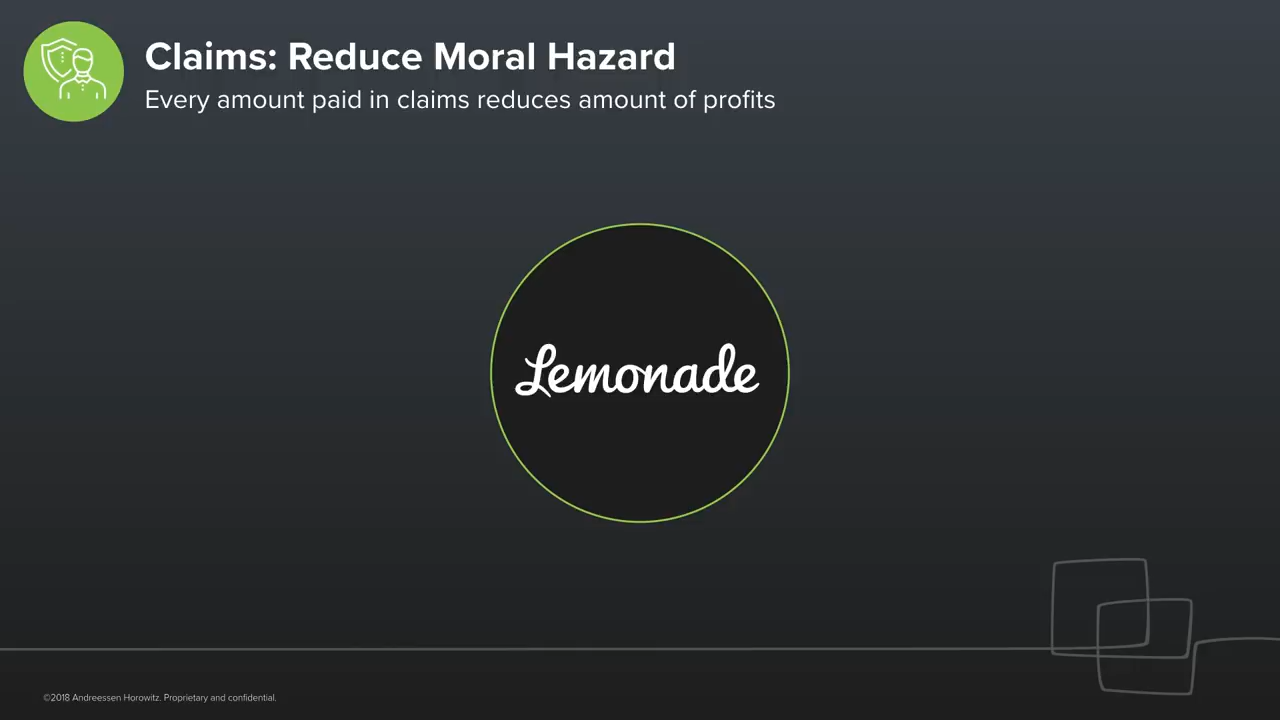 Claims: Reduce Moral Hazard
Every amount paid in claims reduces amount of profits
Lemonade
©2018 Andreessen Horowitz. Proprietary and confidential.